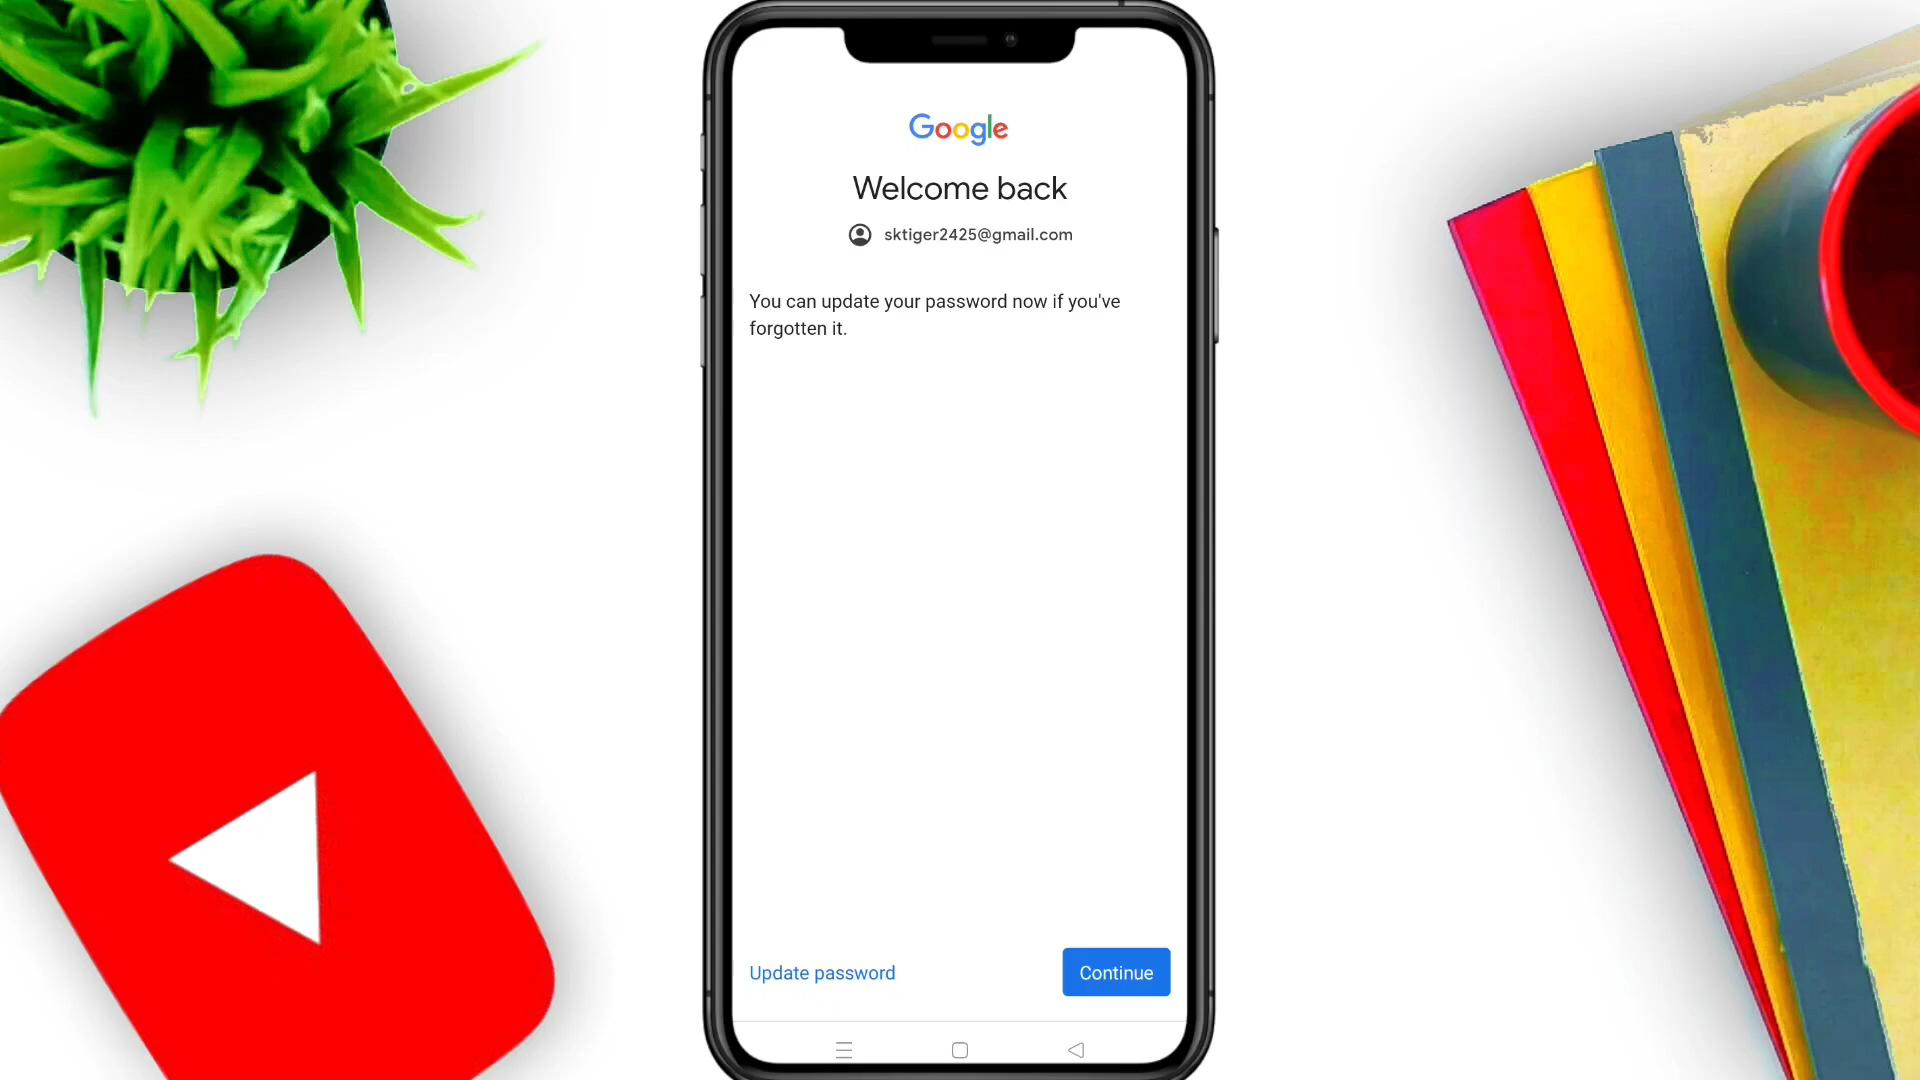 Google
Welcome back
sktiger2425@gmail.com
You can update your password now if you've
forgotten it.
Update password
Continue